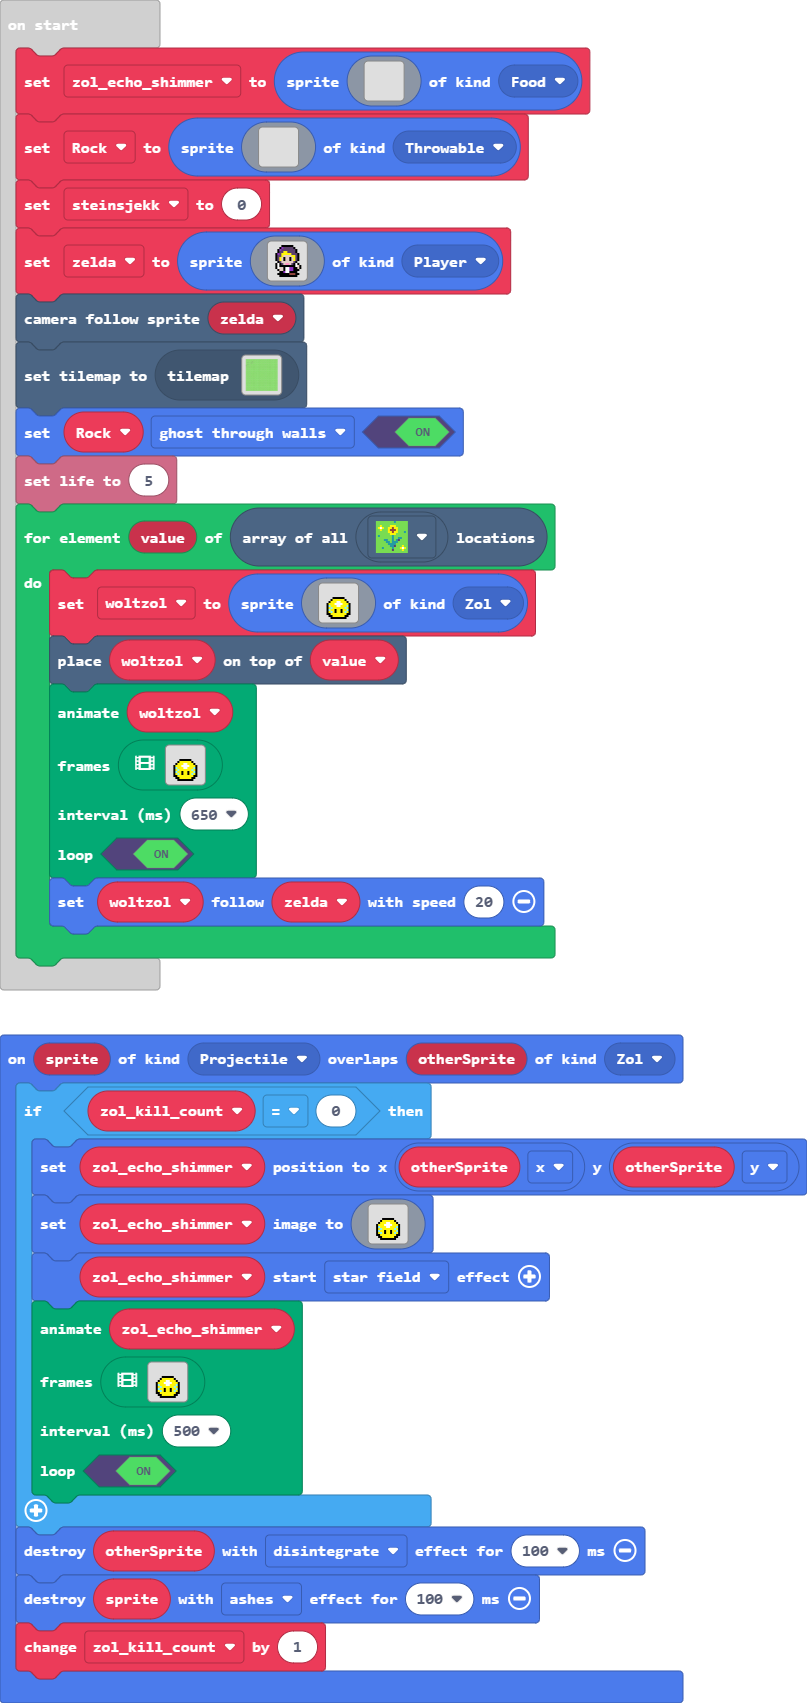 on start
set zol_echo_shimmer to sprite of kind Food
set Rock to sprite of kind Throwable
set steinsjekk to 0
set zelda to sprite of kind Player
camera follow sprite zelda
set tilemap to tilemap
set Rock ghost through walls ON
set life to 5
for element value of array of all locations
do
set woltzol to sprite of kind Zol
place woltzol on top of value
animate woltzol
frames
interval (ms) 650
loop ON
set woltzol follow zelda with speed 20
on sprite of kind Projectile overlaps otherSprite of kind Zol
if zol_kill_count = 0 then
set zol_echo_shimmer position to x otherSprite x y otherSprite y
set zol_echo_shimmer image to
zol_echo_shimmer start star field effect
animate zol_echo_shimmer
frames
interval (ms) 500
loop ON
destroy otherSprite with disintegrate effect for 100 ms
destroy sprite with ashes effect for 100 ms
change zol_kill_count by 1